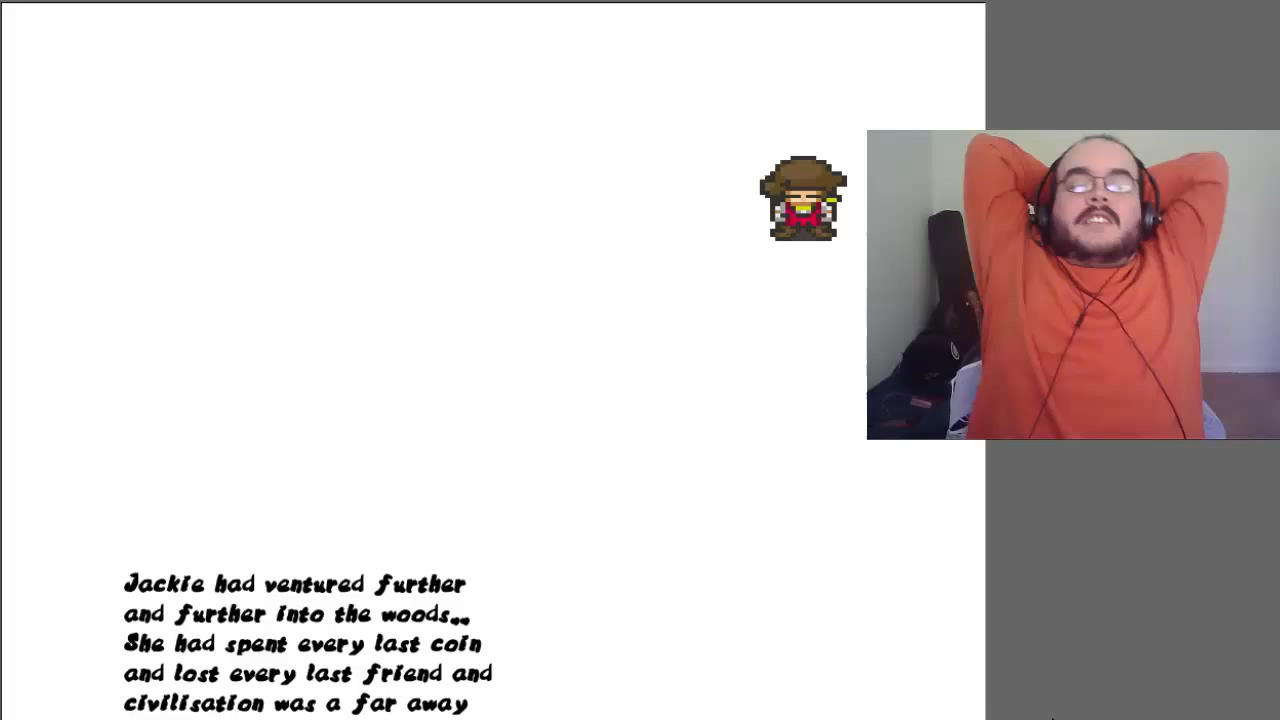 Jackie had ventured further
and further into the woods..
She had spent every last coin
and lost every last friend and
civilisation was a far away